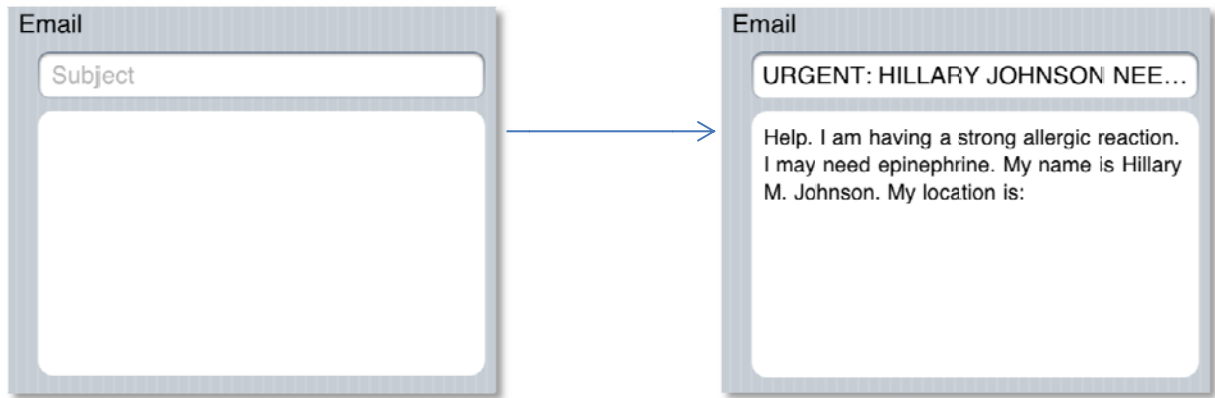 Email
Subject
Email
URGENT: HILLARY JOHNSON NEE...
Help. I am having a strong allergic reaction.
I may need epinephrine. My name is Hillary
M. Johnson. My location is: